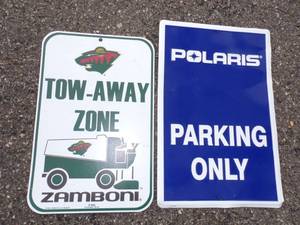 TOW-AWAY
ZONE
ZAMBONI
POLARIS
PARKING
ONLY